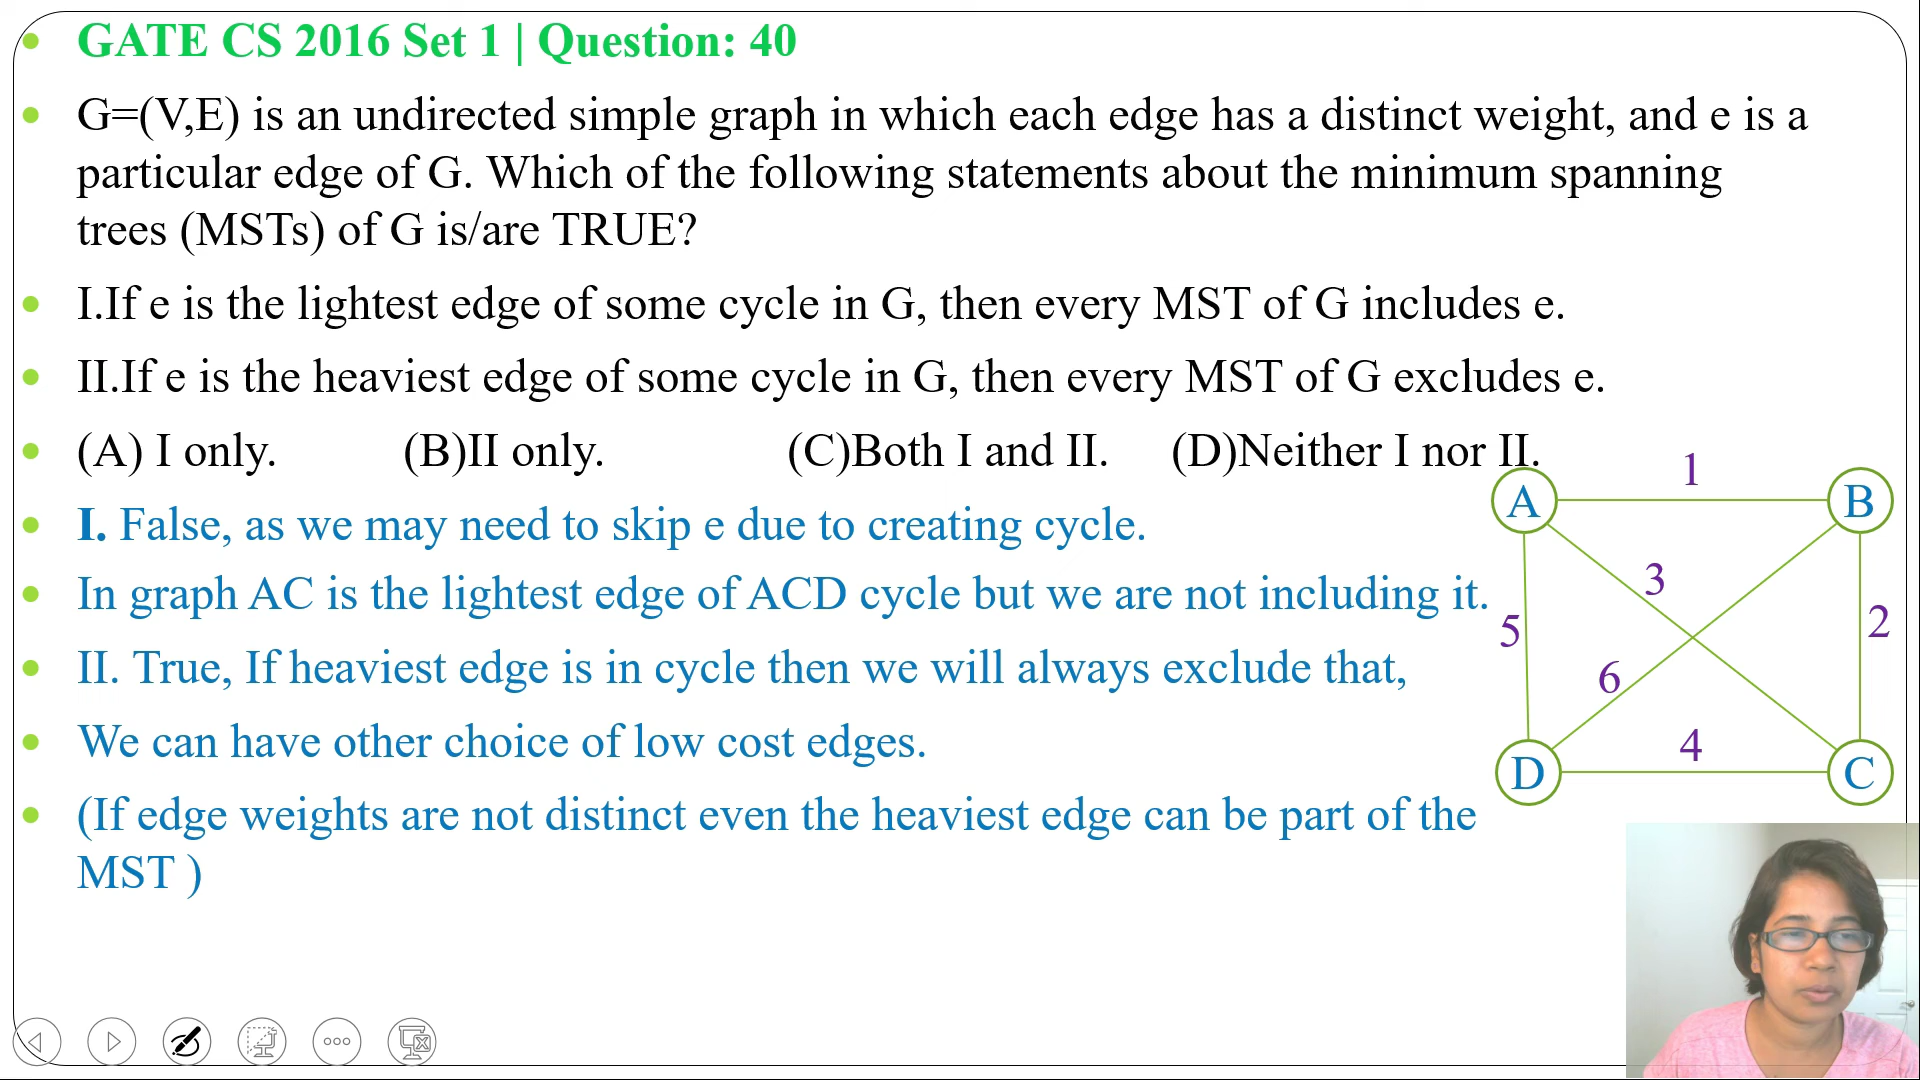 GATE CS 2016 Set 1 | Question: 40
G=(V,E) is an undirected simple graph in which each edge has a distinct weight, and e is a
particular edge of G. Which of the following statements about the minimum spanning
trees (MSTs) of G is/are TRUE?
I.If e is the lightest edge of some cycle in G, then every MST of G includes e.
II.If e is the heaviest edge of some cycle in G, then every MST of G excludes e.
(A) I only. (B)II only. (C)Both I and II. (D)Neither I nor II.
I. False, as we may need to skip e due to creating cycle.
In graph AC is the lightest edge of ACD cycle but we are not including it.
II. True, If heaviest edge is in cycle then we will always exclude that,
We can have other choice of low cost edges.
(If edge weights are not distinct even the heaviest edge can be part of the
MST )
1
A B
3
5 2
6
4
D C